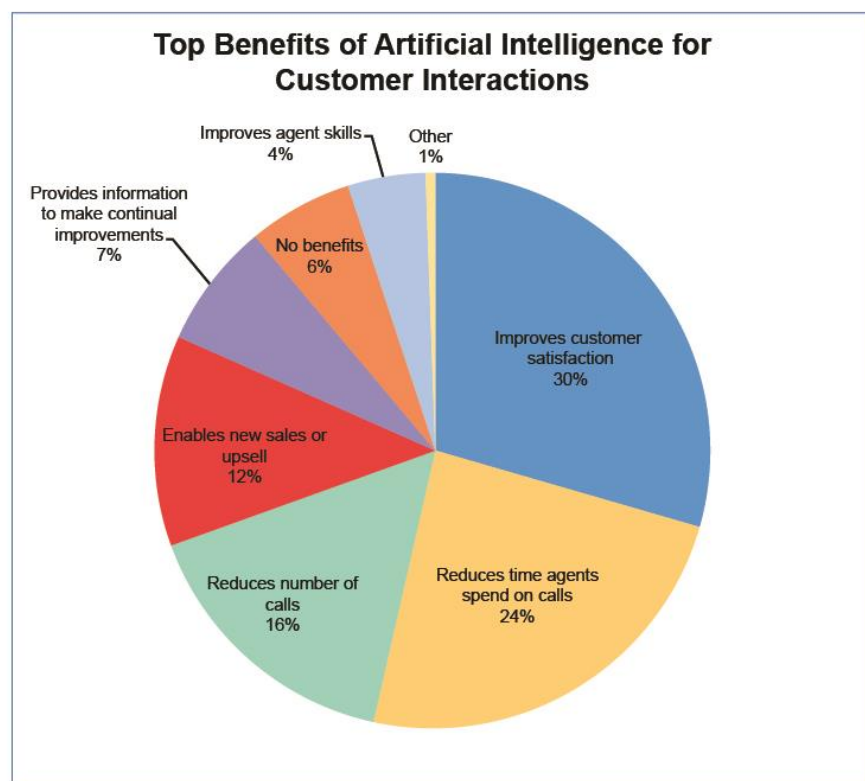 Top Benefits of Artificial Intelligence for
Customer Interactions
Improves agent skills
4%
Other
1%
Provides information
to make continual
improvements
7%
No benefits
6%
Improves customer
satisfaction
30%
Enables new sales or
upsell
12%
Reduces number of
calls
16%
Reduces time agents
spend on calls
24%